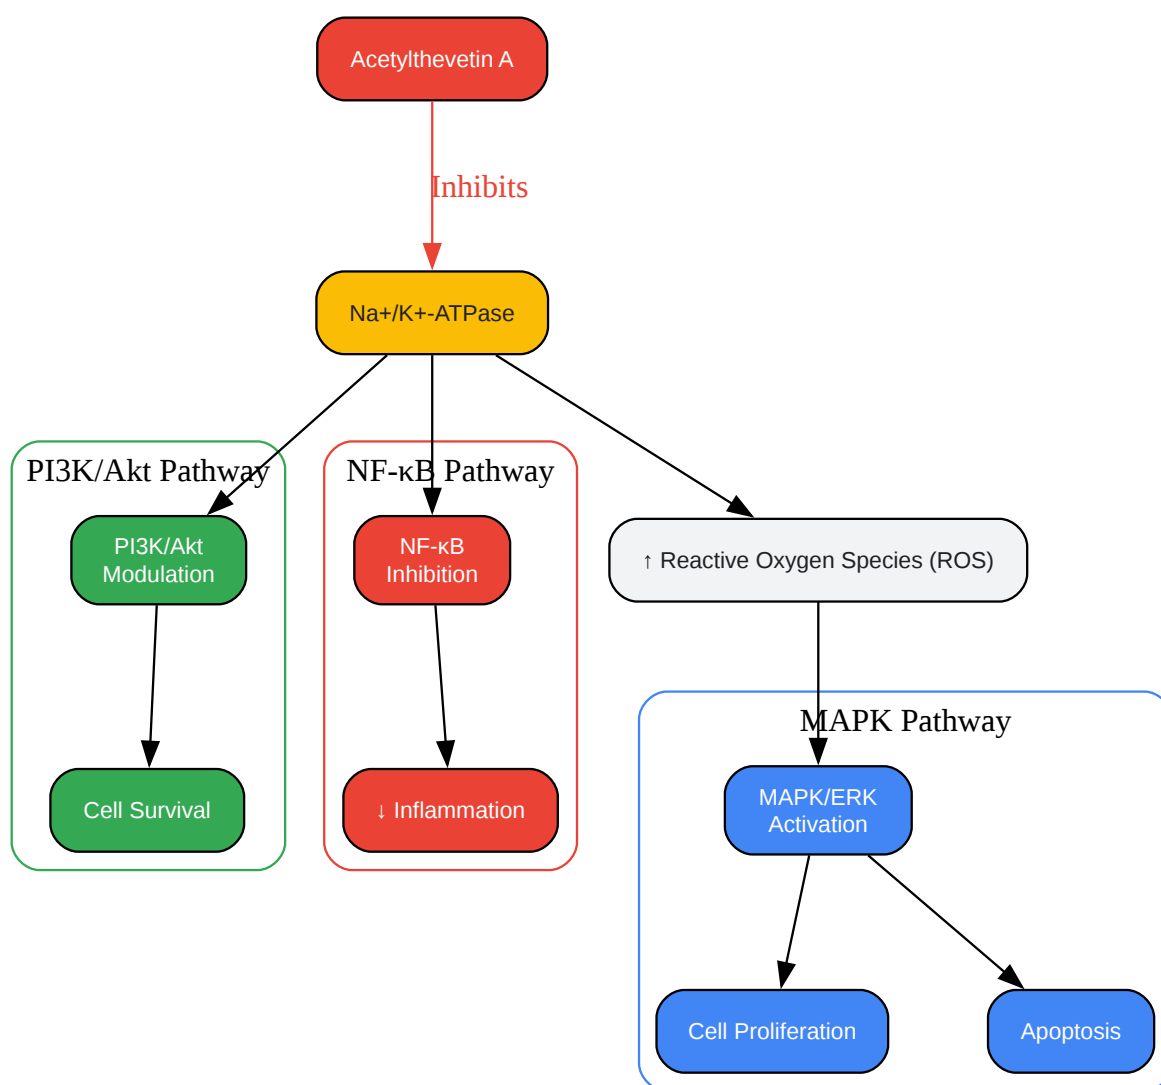 Acetylthevetin A
Inhibits
Na+/K+-ATPase
PI3K/Akt Pathway
NF-κB Pathway
PI3K/Akt
Modulation
NF-κB
Inhibition
↑ Reactive Oxygen Species (ROS)
MAPK Pathway
Cell Survival
↓ Inflammation
MAPK/ERK
Activation
Cell Proliferation
Apoptosis